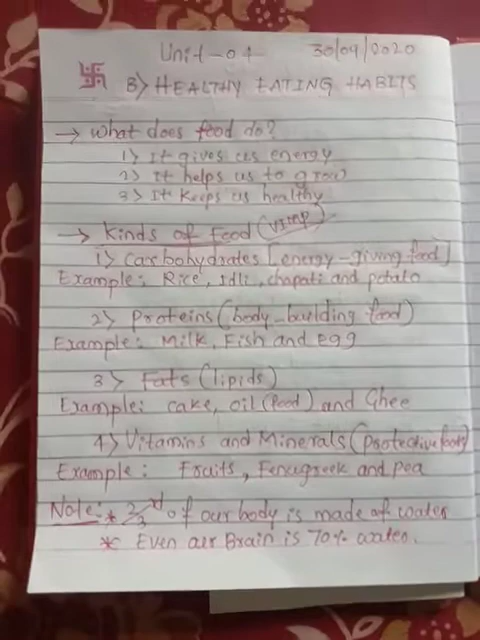 Unit-04 30/09/2020
卐 B) HEALTHY EATING HABITS
→ What does food do?
1) It gives us energy
2) It helps us to grow
3) It keeps us healthy
→ Kinds of Food (VIMP)
1) Carbohydrates [energy-giving food]
Example: Rice, Idli, chapati and potato
2) Proteins (body-building food)
Example: Milk, Fish and egg
3) Fats (lipids)
Example: cake, oil (food) and Ghee
4) Vitamins and Minerals (Protective food)
Example: Fruits, Fenugreek and pea
Note: * 2/3rd of our body is made of water
* Even our Brain is 70% water.